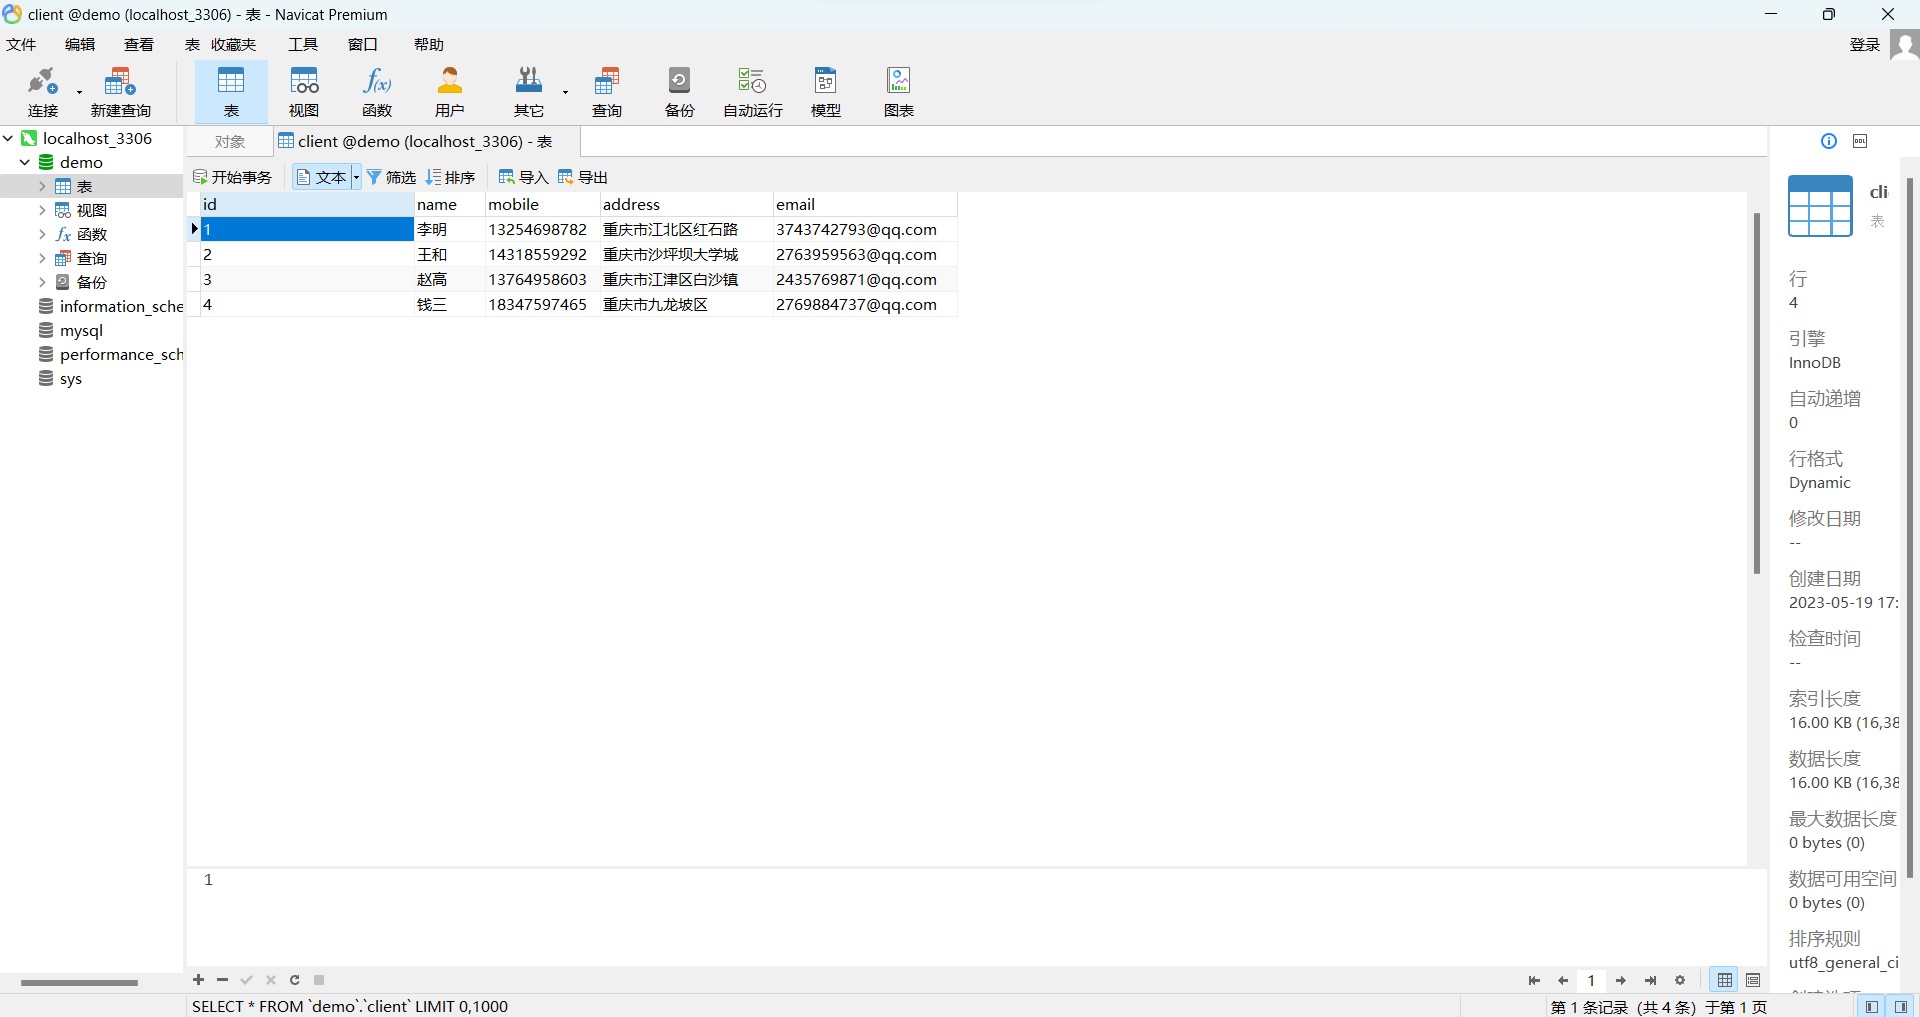 client @demo (localhost_3306) - 表 - Navicat Premium
文件 编辑 查看 表 收藏夹 工具 窗口 帮助 登录
连接 新建查询 表 视图 函数 用户 其它 查询 备份 自动运行 模型 图表
localhost_3306
demo
表
视图
函数
查询
备份
information_sche
mysql
performance_sch
sys
对象 client @demo (localhost_3306) - 表
开始事务 文本 筛选 排序 导入 导出
id name mobile address email
1 李明 13254698782 重庆市江北区红石路 3743742793@qq.com
2 王和 14318559292 重庆市沙坪坝大学城 2763959563@qq.com
3 赵高 13764958603 重庆市江津区白沙镇 2435769871@qq.com
4 钱三 18347597465 重庆市九龙坡区 2769884737@qq.com
1
1
SELECT * FROM `demo`.`client` LIMIT 0,1000
第 1 条记录 (共 4 条) 于第 1 页
DDL
cli
表
行
4
引擎
InnoDB
自动递增
0
行格式
Dynamic
修改日期
--
创建日期
2023-05-19 17:
检查时间
--
索引长度
16.00 KB (16,38
数据长度
16.00 KB (16,38
最大数据长度
0 bytes (0)
数据可用空间
0 bytes (0)
排序规则
utf8_general_ci